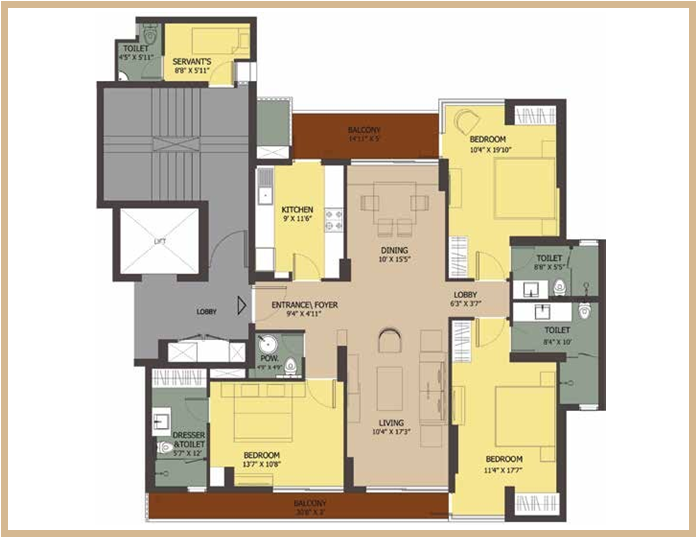 TOILET
4'5" X 5'11"
SERVANT'S
8'8" X 5'11"
BALCONY
14'11" X 5'
BEDROOM
10'4" X 19'10"
KITCHEN
9' X 11'6"
DINING
10' X 15'5"
LIFT
TOILET
8'8" X 5'5"
LOBBY
6'3" X 3'7"
ENTRANCE\ FOYER
9'4" X 4'11"
LOBBY
TOILET
8'4" X 10'
POW.
4'9" X 4'9"
LIVING
10'4" X 17'3"
DRESSER
&TOILET
5'7" X 12'
BEDROOM
13'7" X 10'8"
BEDROOM
11'4" X 17'7"
BALCONY